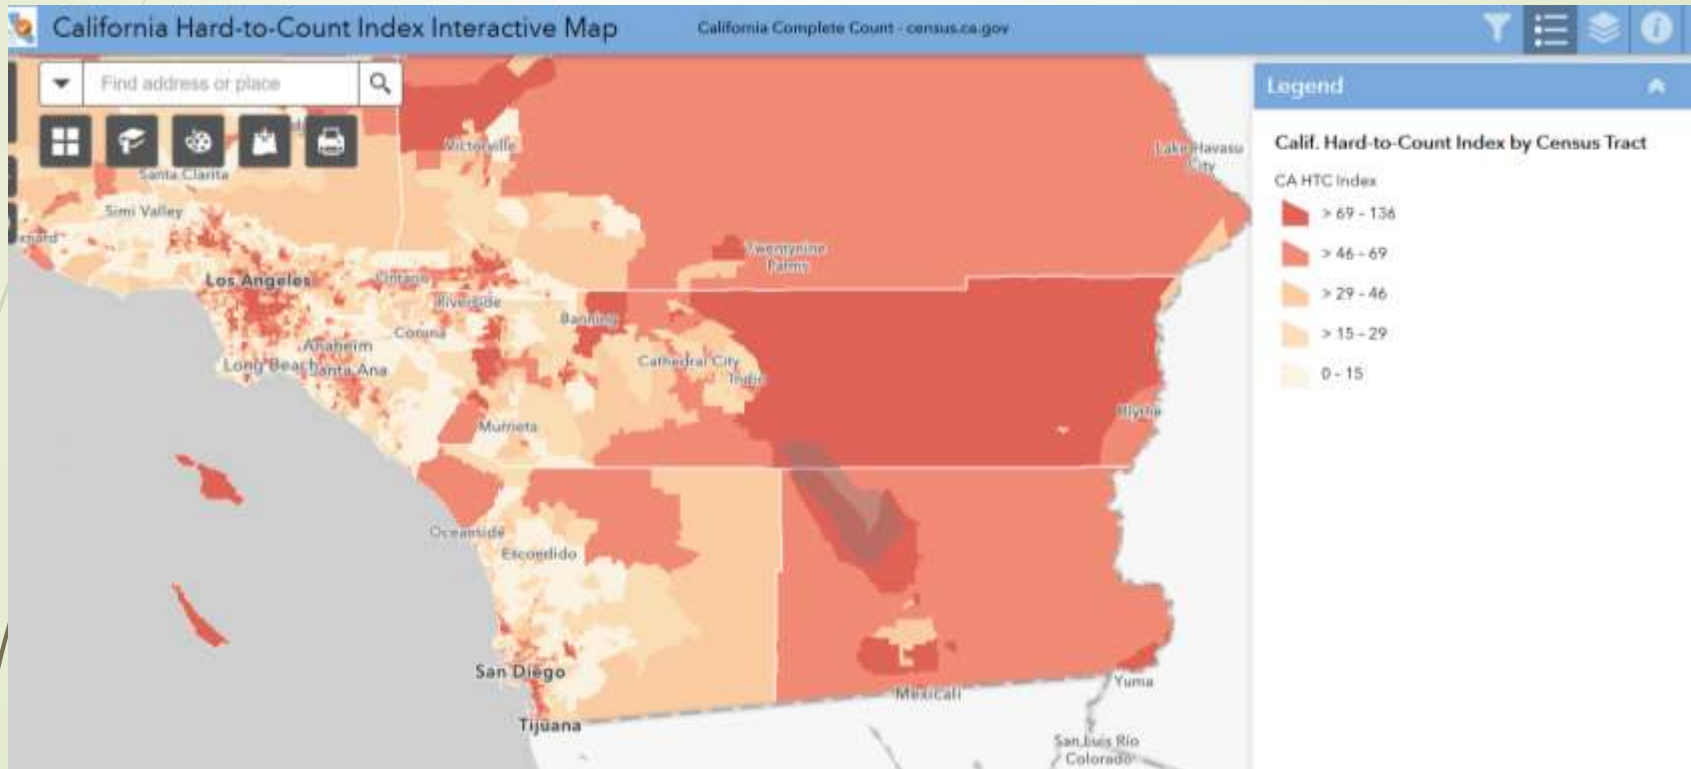 California Hard-to-Count Index Interactive Map
California Complete Count - census.ca.gov
Find address or place
Legend
Calif. Hard-to-Count Index by Census Tract
CA HTC Index
> 69 - 136
> 46 - 69
> 29 - 46
> 15 - 29
0 - 15
Victorville
Lake Havasu
City
Santa Clarita
Simi Valley
Twentynine
Palms
Los Angeles
Ontario
Riverside
Banning
Corona
Anaheim
Cathedral City
Long Beach
Santa Ana
Indio
Blythe
Murrieta
Oceanside
Escondido
San Diego
Mexicali
Yuma
Tijuana
San Luis Rio
Colorado